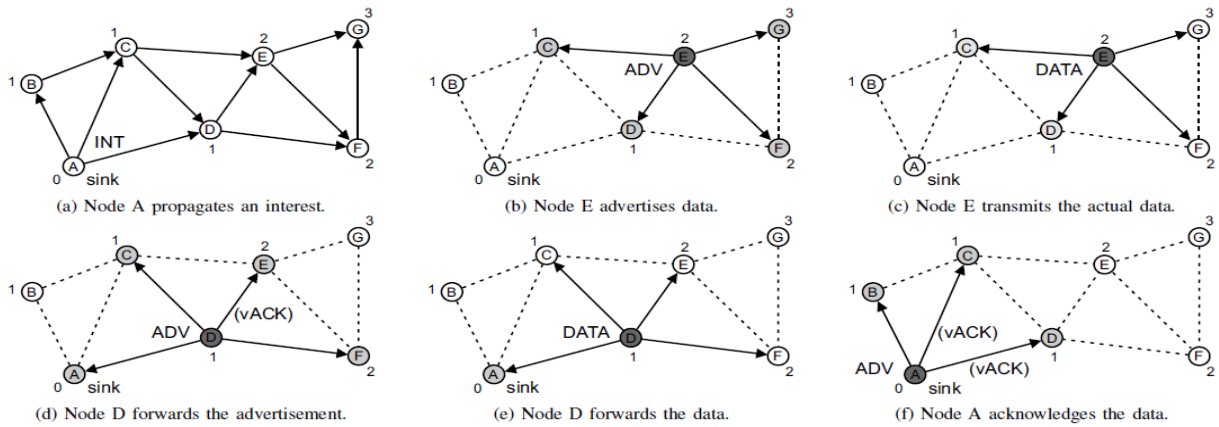 3
1
G
C
2
E
1
B
INT
D
1
F
2
A
0
sink
(a) Node A propagates an interest.
3
1
G
C
2
E
ADV
1
B
D
1
F
2
A
0
sink
(b) Node E advertises data.
3
1
G
C
2
E
DATA
1
B
D
1
F
2
A
0
sink
(c) Node E transmits the actual data.
3
1
G
C
2
E
1
B
(vACK)
ADV
D
1
F
2
A
0
sink
(d) Node D forwards the advertisement.
3
1
G
C
2
E
1
B
DATA
D
1
F
2
A
0
sink
(e) Node D forwards the data.
3
1
G
C
2
E
1
B
(vACK)
D
1
F
2
ADV
A
(vACK)
0
sink
(f) Node A acknowledges the data.